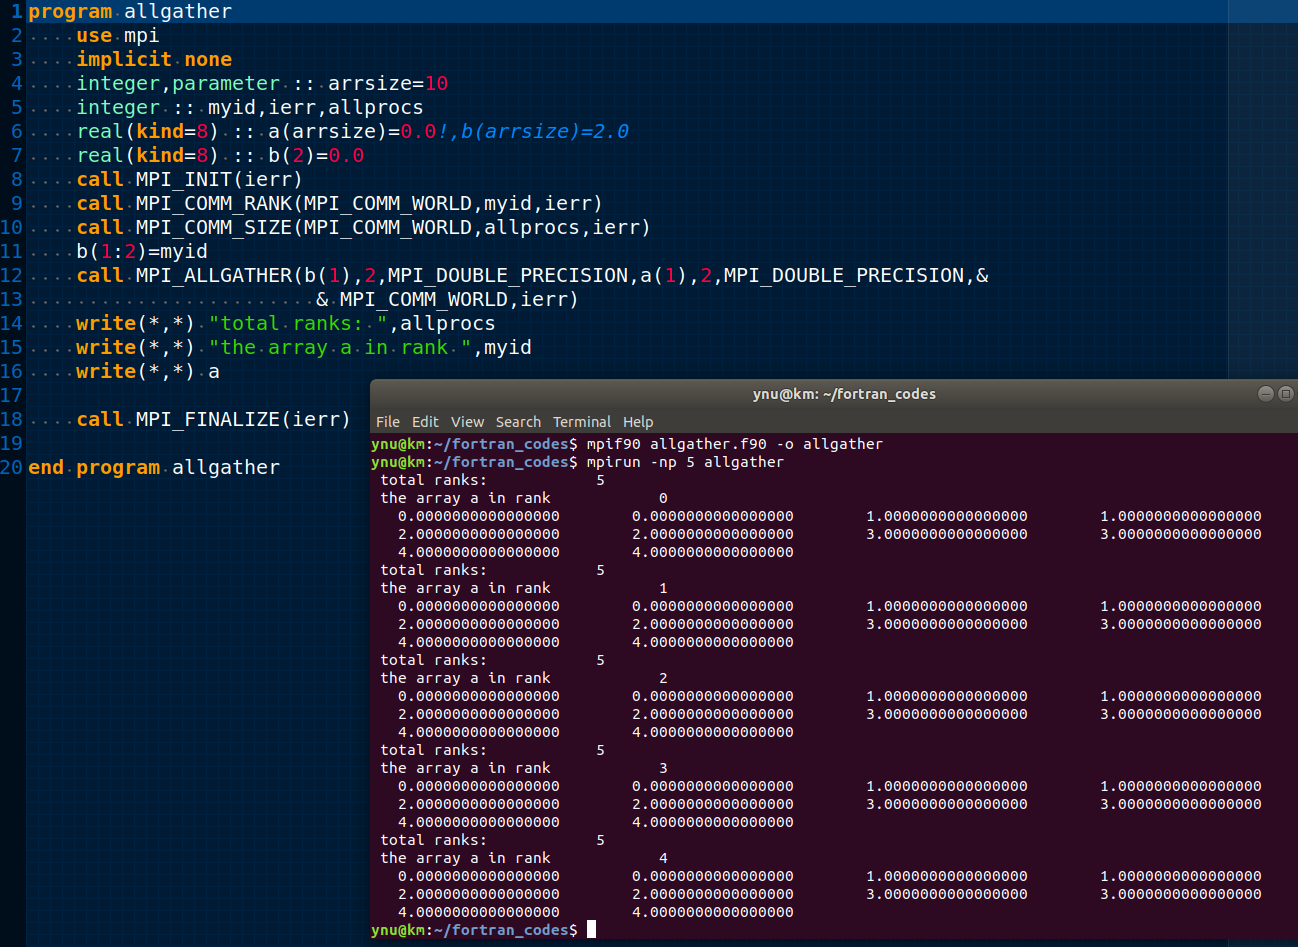 1 program allgather
2 use mpi
3 implicit none
4 integer,parameter :: arrsize=10
5 integer :: myid,ierr,allprocs
6 real(kind=8) :: a(arrsize)=0.0!,b(arrsize)=2.0
7 real(kind=8) :: b(2)=0.0
8 call MPI_INIT(ierr)
9 call MPI_COMM_RANK(MPI_COMM_WORLD,myid,ierr)
10 call MPI_COMM_SIZE(MPI_COMM_WORLD,allprocs,ierr)
11 b(1:2)=myid
12 call MPI_ALLGATHER(b(1),2,MPI_DOUBLE_PRECISION,a(1),2,MPI_DOUBLE_PRECISION,&
13 & MPI_COMM_WORLD,ierr)
14 write(*,*) "total ranks: ",allprocs
15 write(*,*) "the array a in rank ",myid
16 write(*,*) a
17
18 call MPI_FINALIZE(ierr)
19
20 end program allgather
ynu@km: ~/fortran_codes
File Edit View Search Terminal Help
ynu@km:~/fortran_codes$ mpif90 allgather.f90 -o allgather
ynu@km:~/fortran_codes$ mpirun -np 5 allgather
total ranks: 5
the array a in rank 0
0.0000000000000000 0.0000000000000000 1.0000000000000000 1.0000000000000000
2.0000000000000000 2.0000000000000000 3.0000000000000000 3.0000000000000000
4.0000000000000000 4.0000000000000000
total ranks: 5
the array a in rank 1
0.0000000000000000 0.0000000000000000 1.0000000000000000 1.0000000000000000
2.0000000000000000 2.0000000000000000 3.0000000000000000 3.0000000000000000
4.0000000000000000 4.0000000000000000
total ranks: 5
the array a in rank 2
0.0000000000000000 0.0000000000000000 1.0000000000000000 1.0000000000000000
2.0000000000000000 2.0000000000000000 3.0000000000000000 3.0000000000000000
4.0000000000000000 4.0000000000000000
total ranks: 5
the array a in rank 3
0.0000000000000000 0.0000000000000000 1.0000000000000000 1.0000000000000000
2.0000000000000000 2.0000000000000000 3.0000000000000000 3.0000000000000000
4.0000000000000000 4.0000000000000000
total ranks: 5
the array a in rank 4
0.0000000000000000 0.0000000000000000 1.0000000000000000 1.0000000000000000
2.0000000000000000 2.0000000000000000 3.0000000000000000 3.0000000000000000
4.0000000000000000 4.0000000000000000
ynu@km:~/fortran_codes$